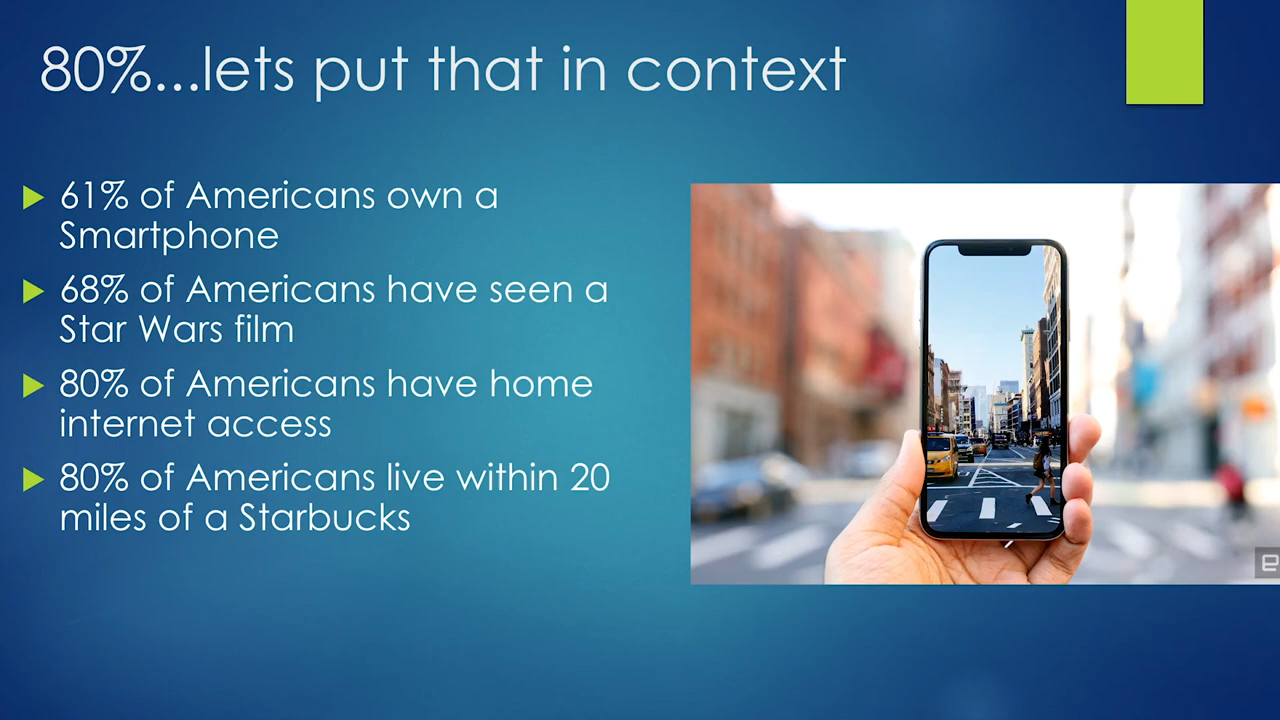 80%...lets put that in context
61% of Americans own a
Smartphone
68% of Americans have seen a
Star Wars film
80% of Americans have home
internet access
80% of Americans live within 20
miles of a Starbucks
e